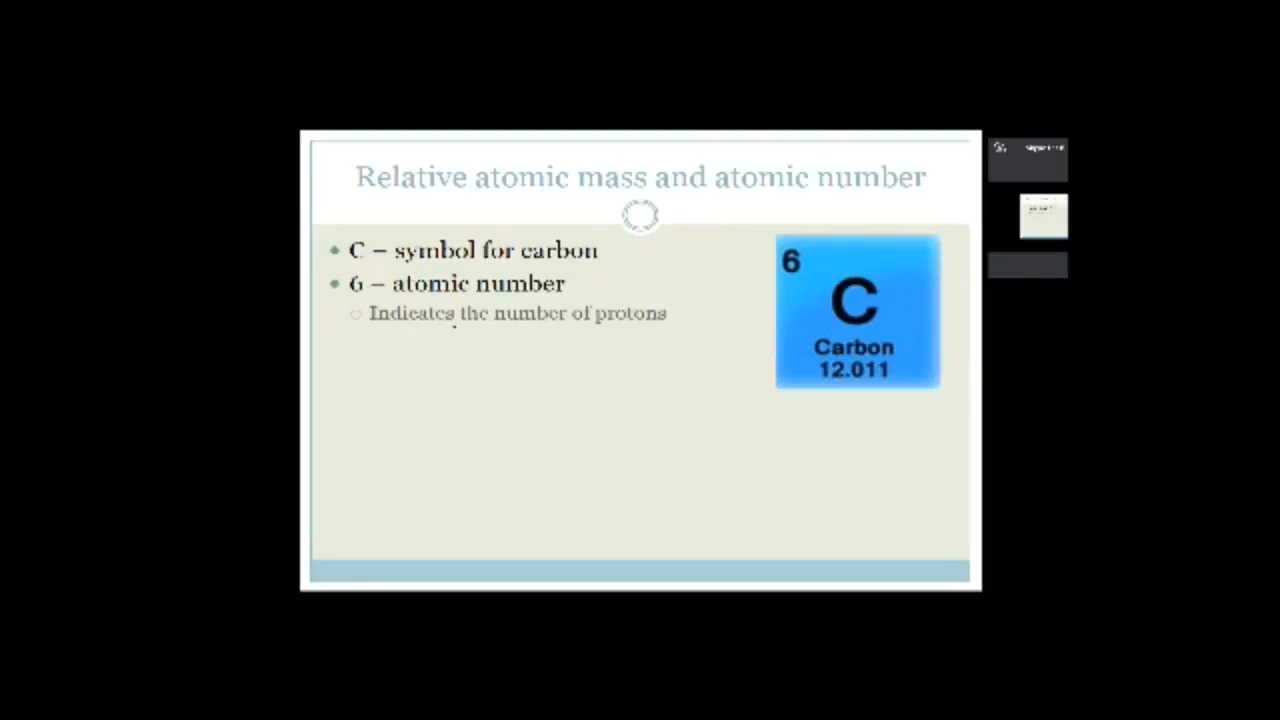 Relative atomic mass and atomic number
C – symbol for carbon
6 – atomic number
Indicates the number of protons
6
C
Carbon
12.011